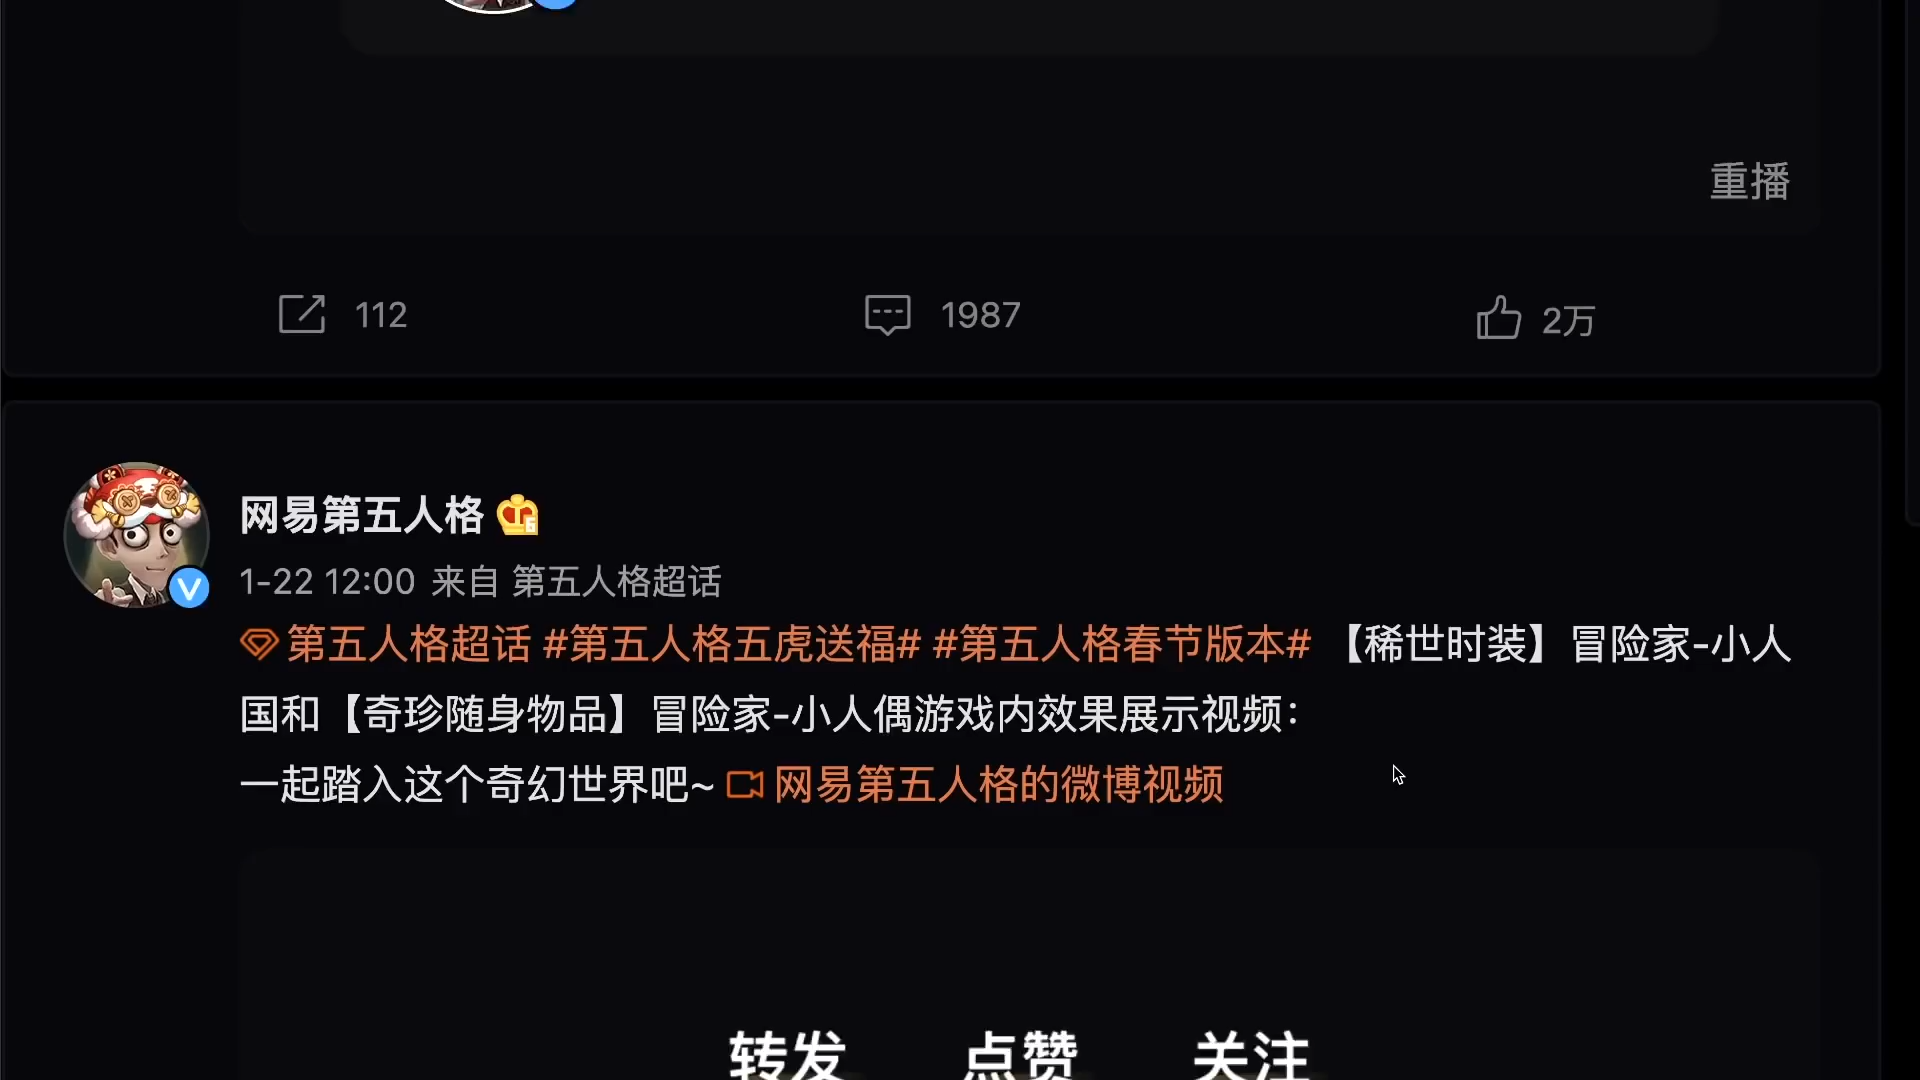 重播
112
1987
2万
网易第五人格
1-22 12:00 来自 第五人格超话
第五人格超话 #第五人格五虎送福# #第五人格春节版本# 【稀世时装】冒险家-小人
国和【奇珍随身物品】冒险家-小人偶游戏内效果展示视频：
一起踏入这个奇幻世界吧~ 网易第五人格的微博视频
转发 点赞 关注